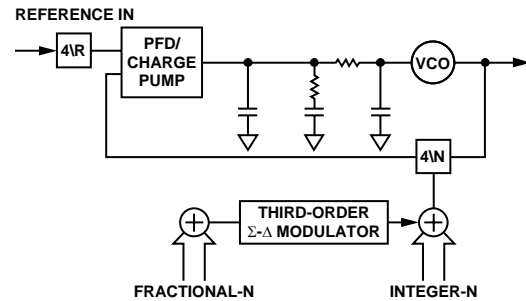 REFERENCE IN
4\R
PFD/
CHARGE
PUMP
VCO
4\N
THIRD-ORDER
Σ-Δ MODULATOR
+
+
FRACTIONAL-N
INTEGER-N